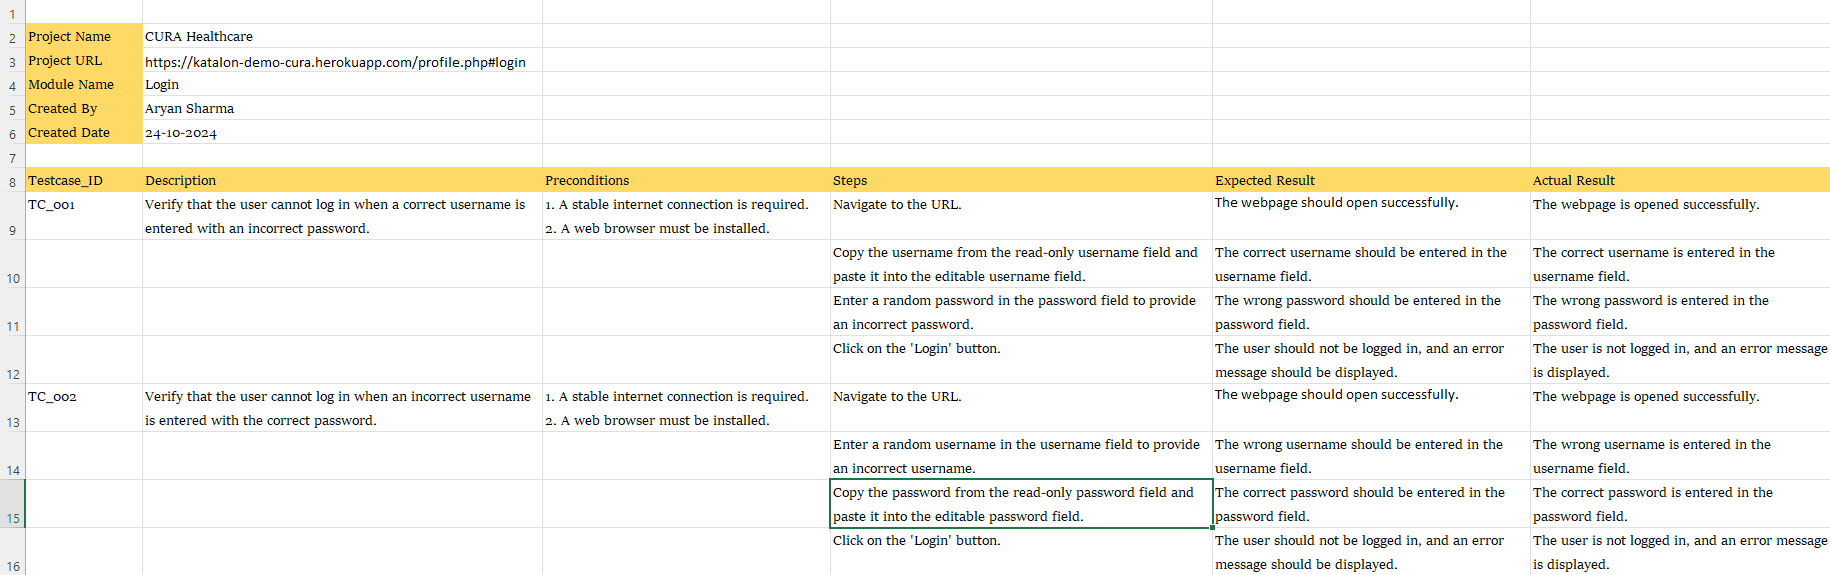 1
2 Project Name CURA Healthcare
3 Project URL https://katalon-demo-cura.herokuapp.com/profile.php#login
4 Module Name Login
5 Created By Aryan Sharma
6 Created Date 24-10-2024
7
8 Testcase_ID Description Preconditions Steps Expected Result Actual Result
TC_001 Verify that the user cannot log in when a correct username is 1. A stable internet connection is required. Navigate to the URL. The webpage should open successfully. The webpage is opened successfully.
9 entered with an incorrect password. 2. A web browser must be installed.
Copy the username from the read-only username field and The correct username should be entered in the The correct username is entered in the
10 paste it into the editable username field. username field. username field.
Enter a random password in the password field to provide The wrong password should be entered in the The wrong password is entered in the
11 an incorrect password. password field. password field.
Click on the 'Login' button. The user should not be logged in, and an error The user is not logged in, and an error message
12 message should be displayed. is displayed.
TC_002 Verify that the user cannot log in when an incorrect username 1. A stable internet connection is required. Navigate to the URL. The webpage should open successfully. The webpage is opened successfully.
13 is entered with the correct password. 2. A web browser must be installed.
Enter a random username in the username field to provide The wrong username should be entered in the The wrong username is entered in the
14 an incorrect username. username field. username field.
Copy the password from the read-only password field and The correct password should be entered in the The correct password is entered in the
15 paste it into the editable password field. password field. password field.
Click on the 'Login' button. The user should not be logged in, and an error The user is not logged in, and an error message
16 message should be displayed. is displayed.